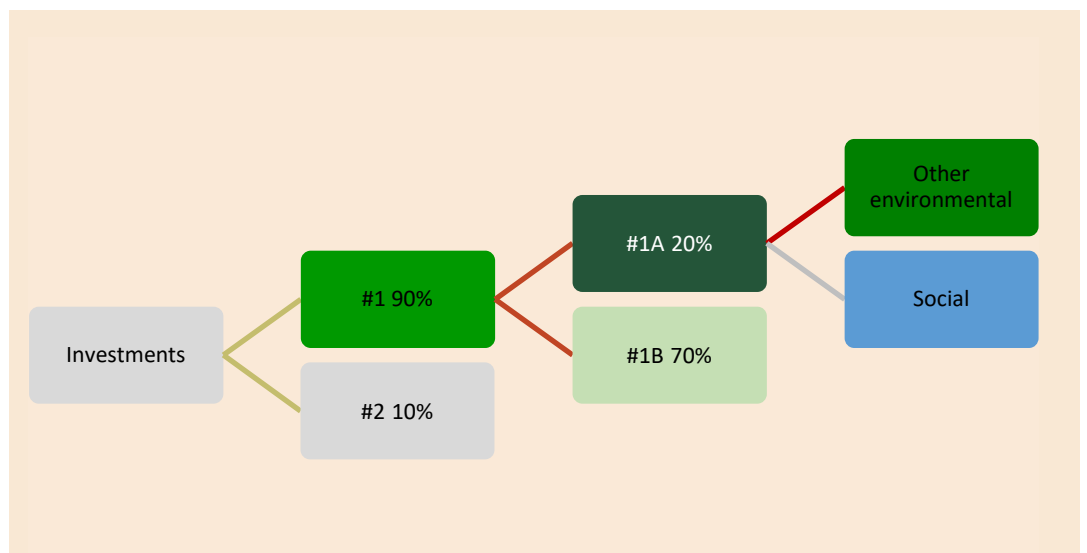 Investments
#1 90%
#2 10%
#1A 20%
#1B 70%
Other
environmental
Social